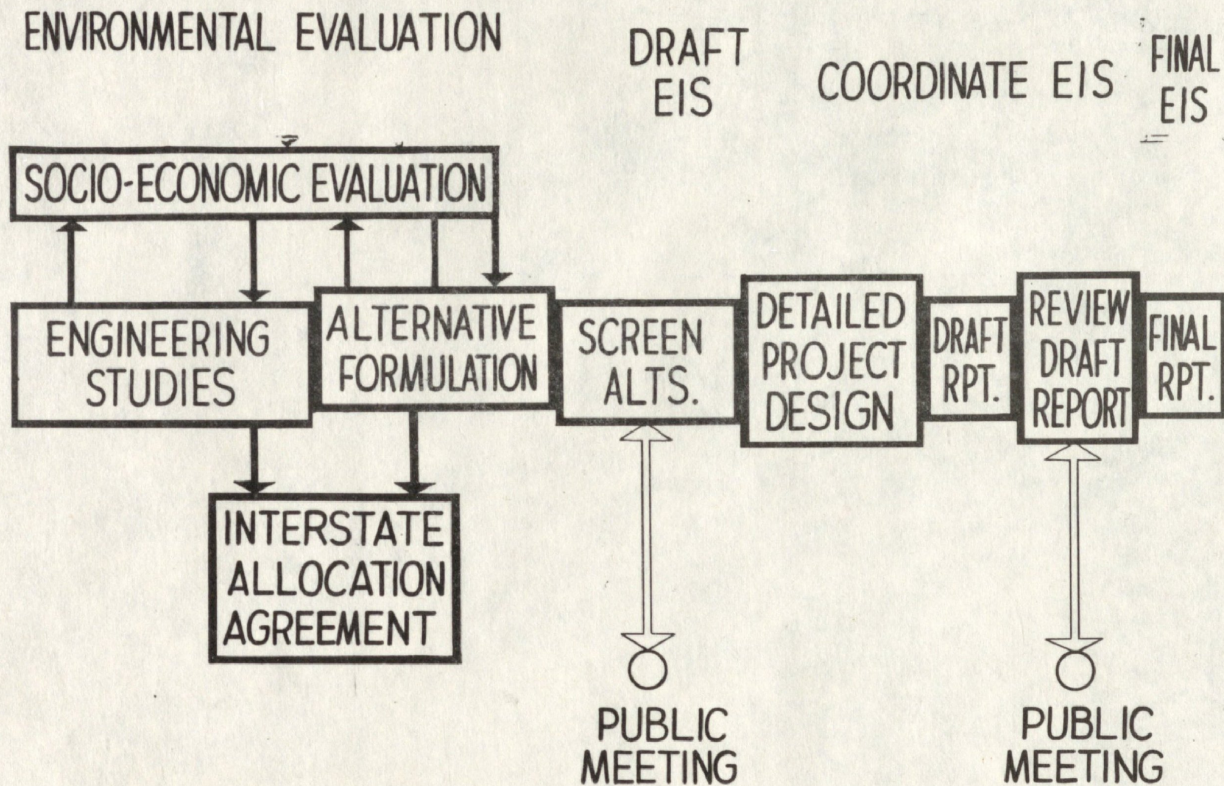 ENVIRONMENTAL EVALUATION
DRAFT
EIS
COORDINATE EIS
FINAL
EIS
SOCIO-ECONOMIC EVALUATION
ENGINEERING
STUDIES
ALTERNATIVE
FORMULATION
SCREEN
ALTS.
DETAILED
PROJECT
DESIGN
DRAFT
RPT.
REVIEW
DRAFT
REPORT
FINAL
RPT.
INTERSTATE
ALLOCATION
AGREEMENT
PUBLIC
MEETING
PUBLIC
MEETING